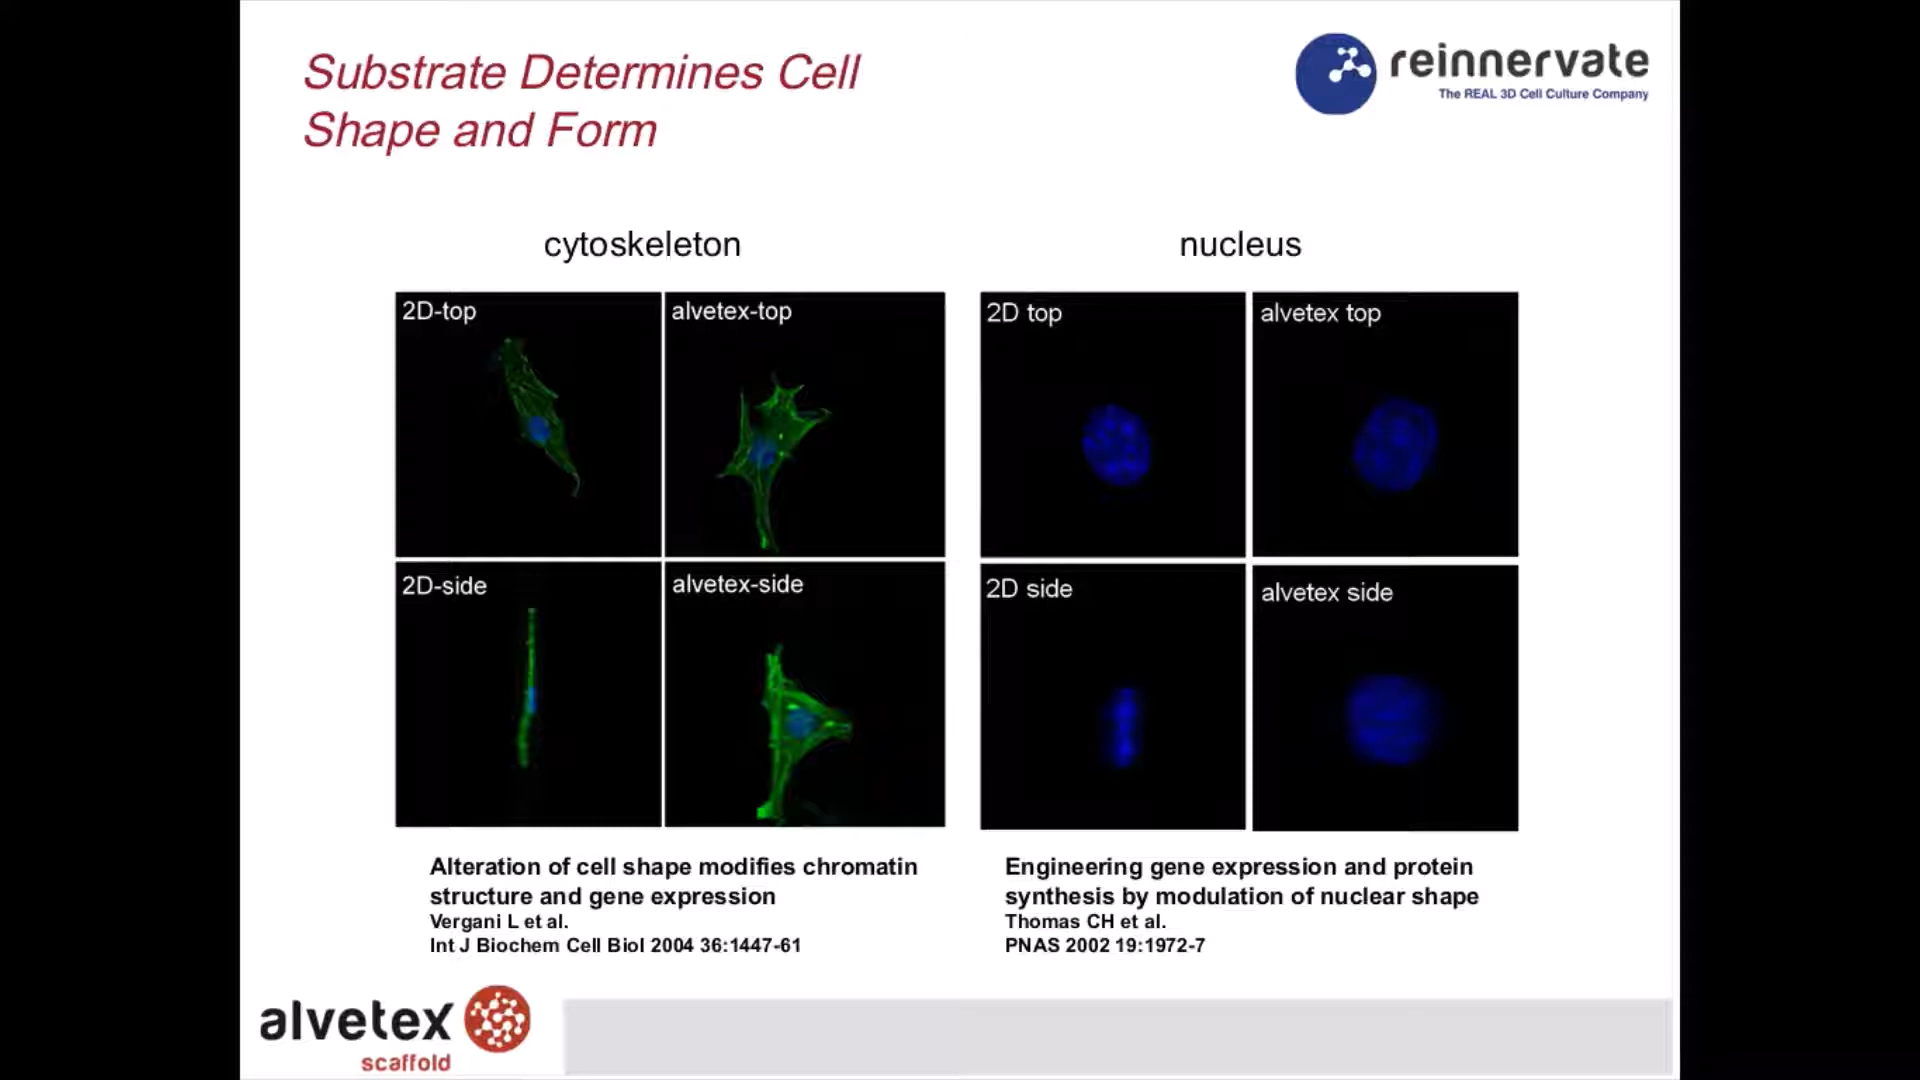 Substrate Determines Cell
Shape and Form
reinnervate
The REAL 3D Cell Culture Company
cytoskeleton
nucleus
2D-top
alvetex-top
2D top
alvetex top
2D-side
alvetex-side
2D side
alvetex side
Alteration of cell shape modifies chromatin
structure and gene expression
Vergani L et al.
Int J Biochem Cell Biol 2004 36:1447-61
Engineering gene expression and protein
synthesis by modulation of nuclear shape
Thomas CH et al.
PNAS 2002 19:1972-7
alvetex
scaffold